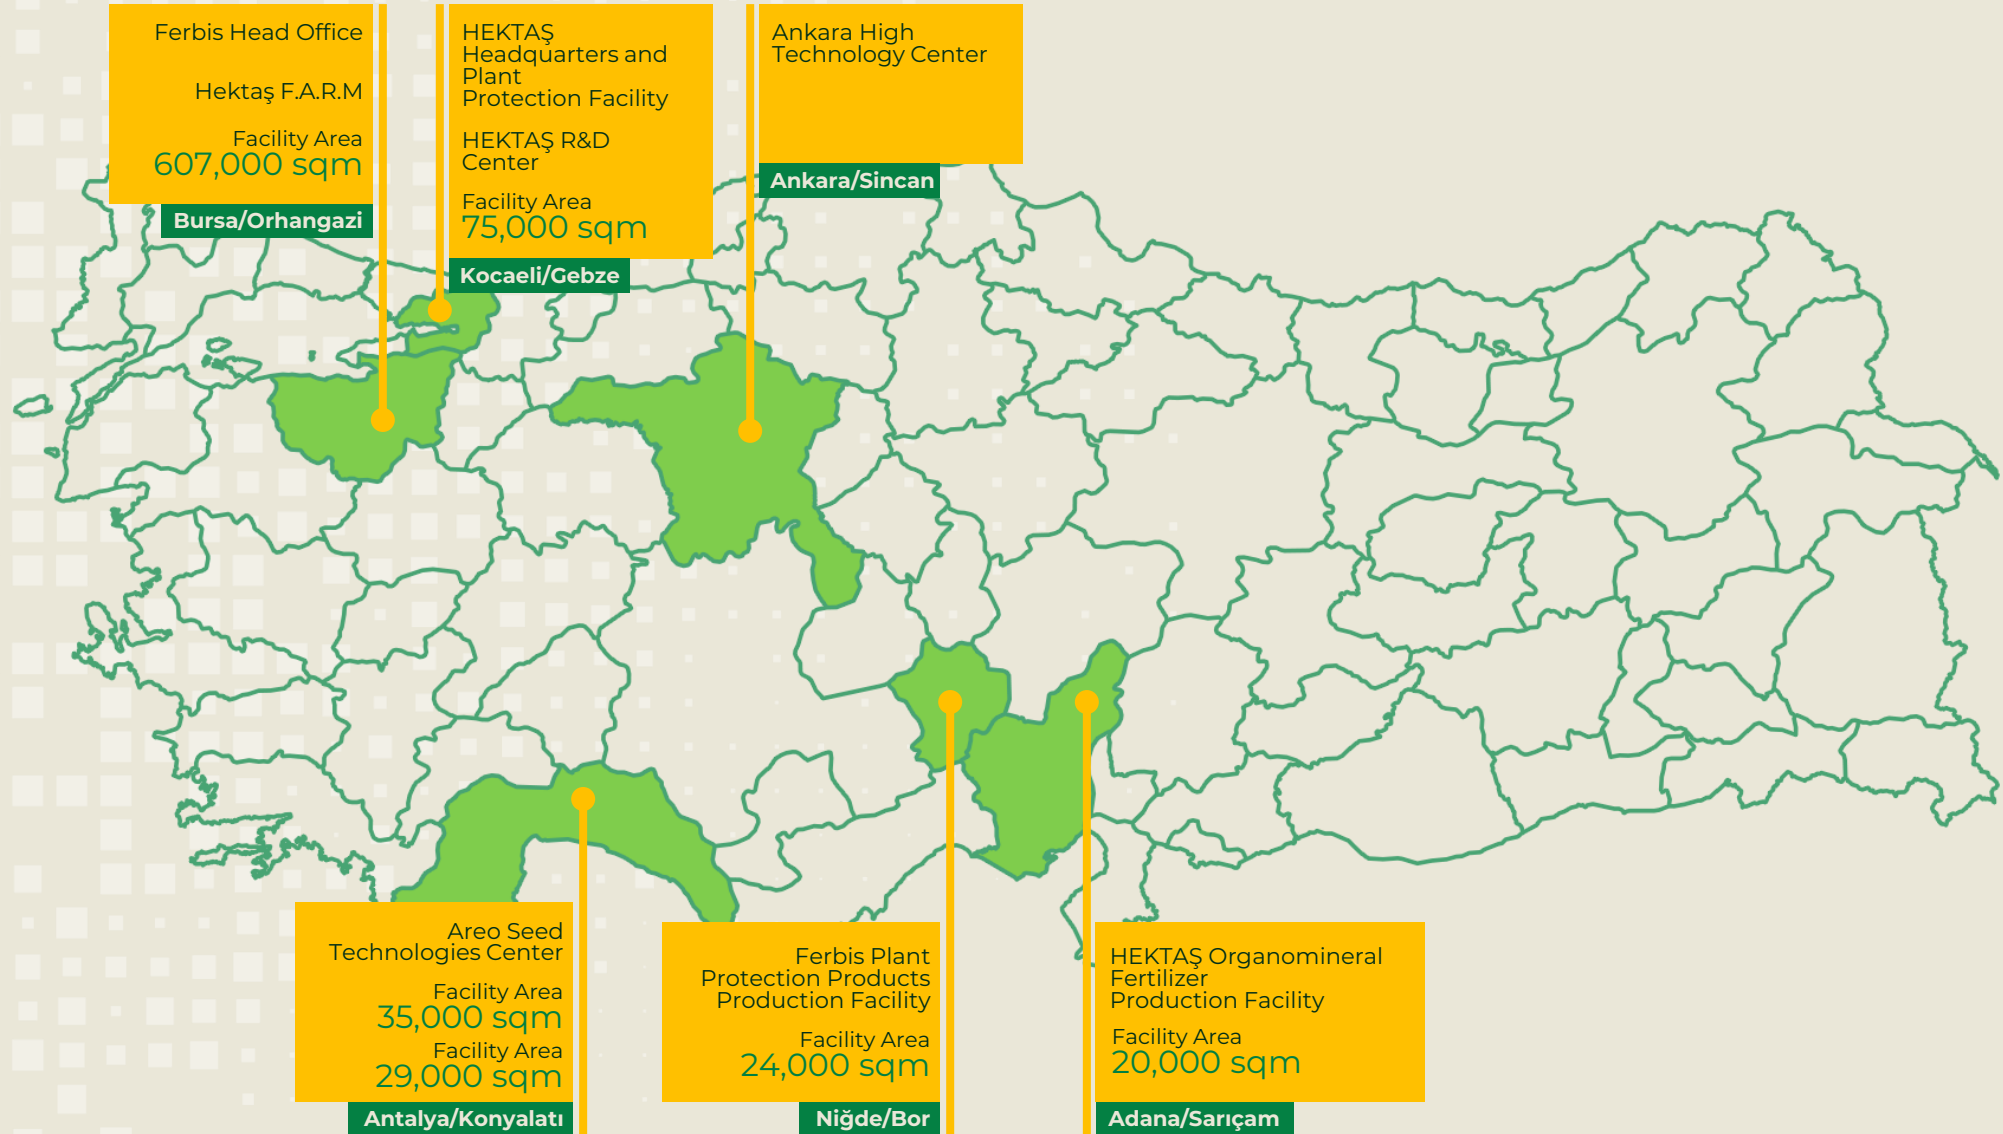 Ferbis Head Office
Hektaş F.A.R.M
Facility Area
607,000 sqm
Bursa/Orhangazi
HEKTAŞ
Headquarters and
Plant
Protection Facility
HEKTAŞ R&D
Center
Facility Area
75,000 sqm
Kocaeli/Gebze
Ankara High
Technology Center
Ankara/Sincan
Areo Seed
Technologies Center
Facility Area
35,000 sqm
Facility Area
29,000 sqm
Antalya/Konyalatı
Ferbis Plant
Protection Products
Production Facility
Facility Area
24,000 sqm
Niğde/Bor
HEKTAŞ Organomineral
Fertilizer
Production Facility
Facility Area
20,000 sqm
Adana/Sarıçam